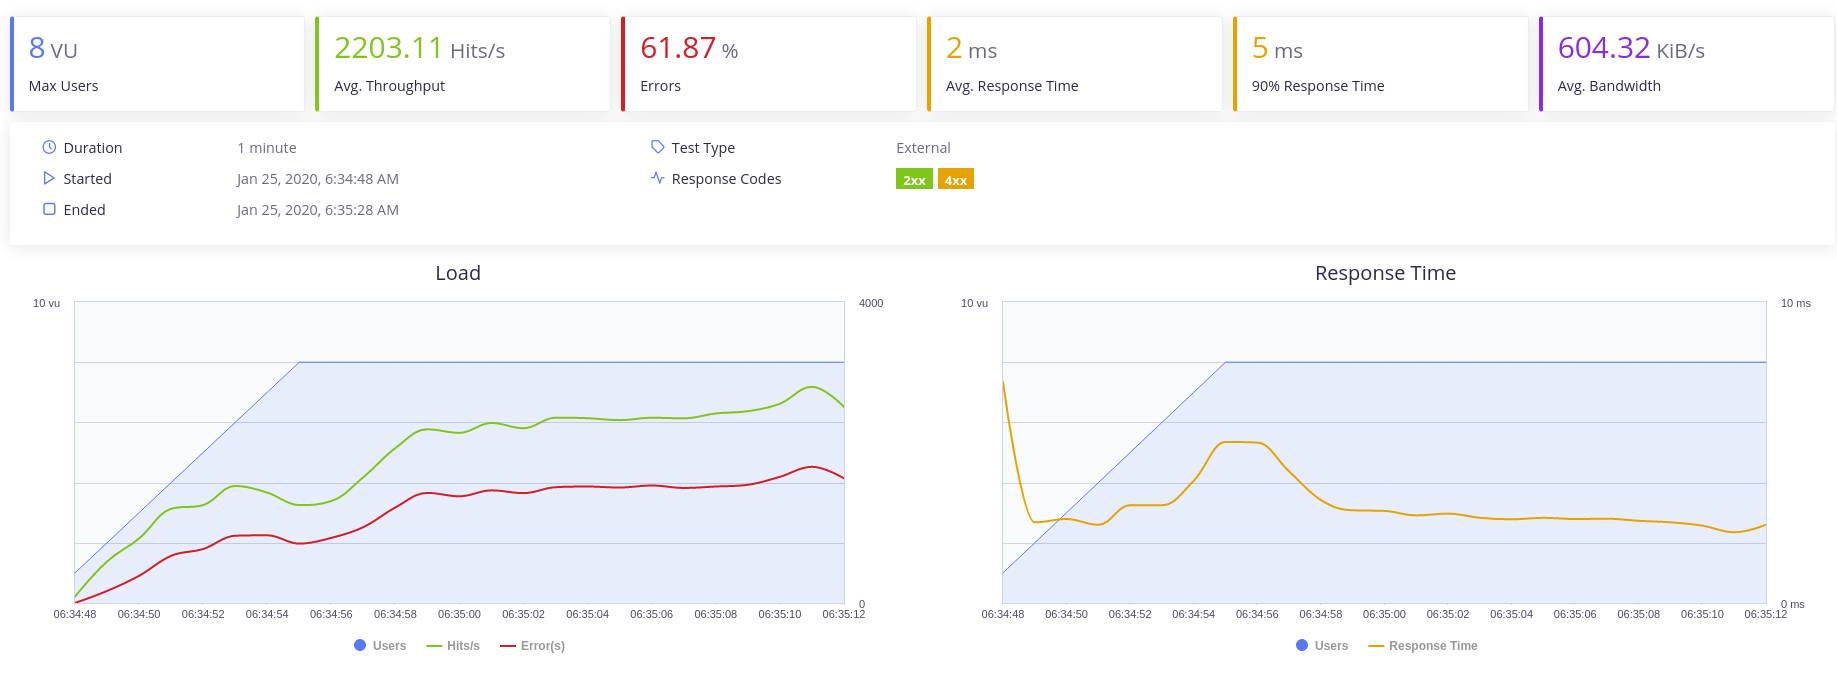 8 VU
Max Users
2203.11 Hits/s
Avg. Throughput
61.87 %
Errors
2 ms
Avg. Response Time
5 ms
90% Response Time
604.32 KiB/s
Avg. Bandwidth
Duration 1 minute
Started Jan 25, 2020, 6:34:48 AM
Ended Jan 25, 2020, 6:35:28 AM
Test Type External
Response Codes 2xx 4xx
Load
10 vu 4000
0
06:34:48 06:34:50 06:34:52 06:34:54 06:34:56 06:34:58 06:35:00 06:35:02 06:35:04 06:35:06 06:35:08 06:35:10 06:35:12
Users Hits/s Error(s)
Response Time
10 vu 10 ms
0 ms
06:34:48 06:34:50 06:34:52 06:34:54 06:34:56 06:34:58 06:35:00 06:35:02 06:35:04 06:35:06 06:35:08 06:35:10 06:35:12
Users Response Time